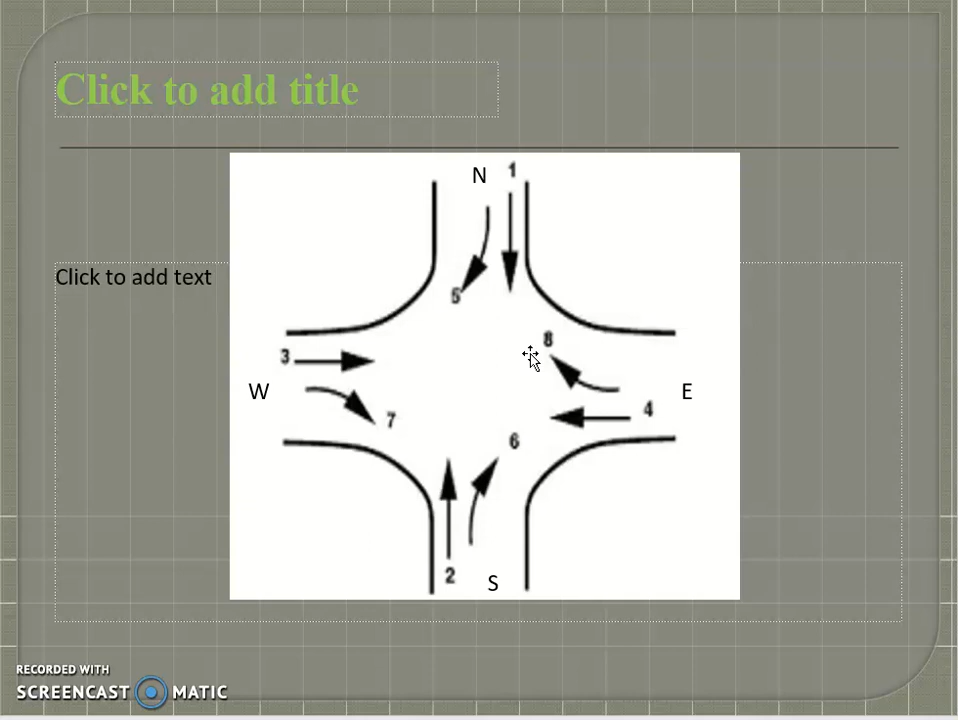 Click to add title
N
1
Click to add text
5
8
3
W
E
7
4
6
2
S
RECORDED WITH
SCREENCAST MATIC